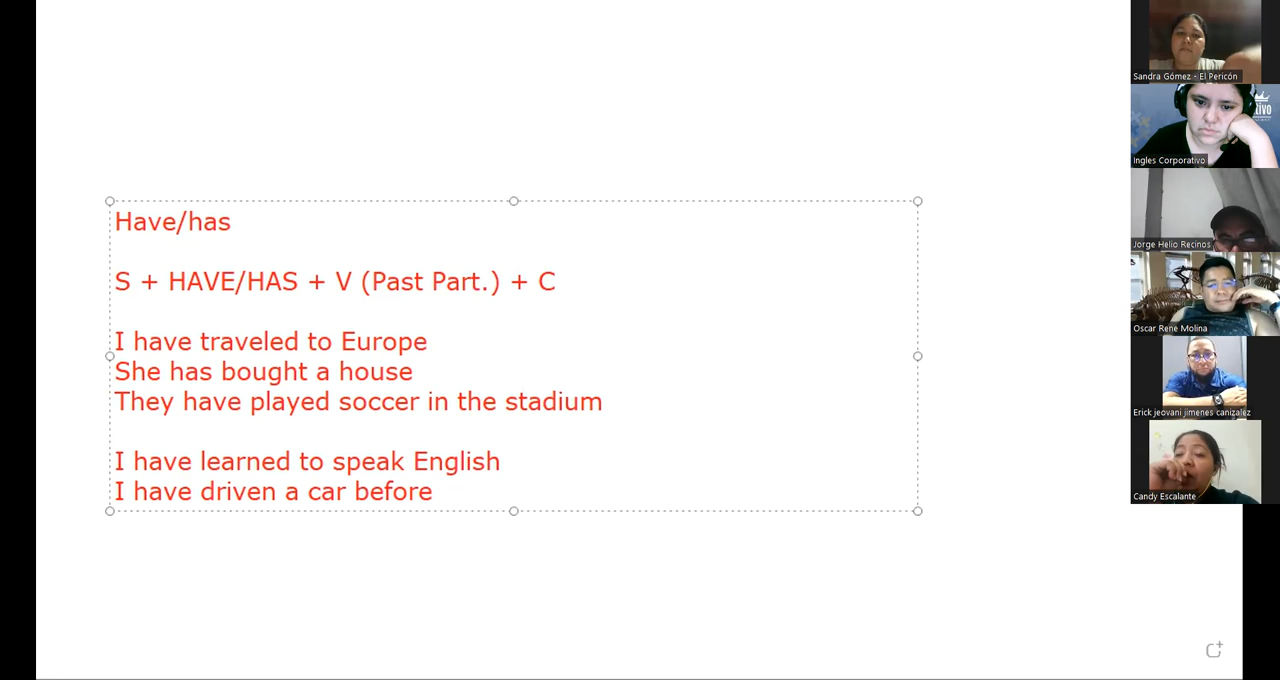 Have/has
S + HAVE/HAS + V (Past Part.) + C
I have traveled to Europe
She has bought a house
They have played soccer in the stadium
I have learned to speak English
I have driven a car before
Sandra Gómez - El Pericón
Ingles Corporativo
Jorge Helio Recinos
Oscar Rene Molina
Erick jeovani jimenes canizalez
Candy Escalante